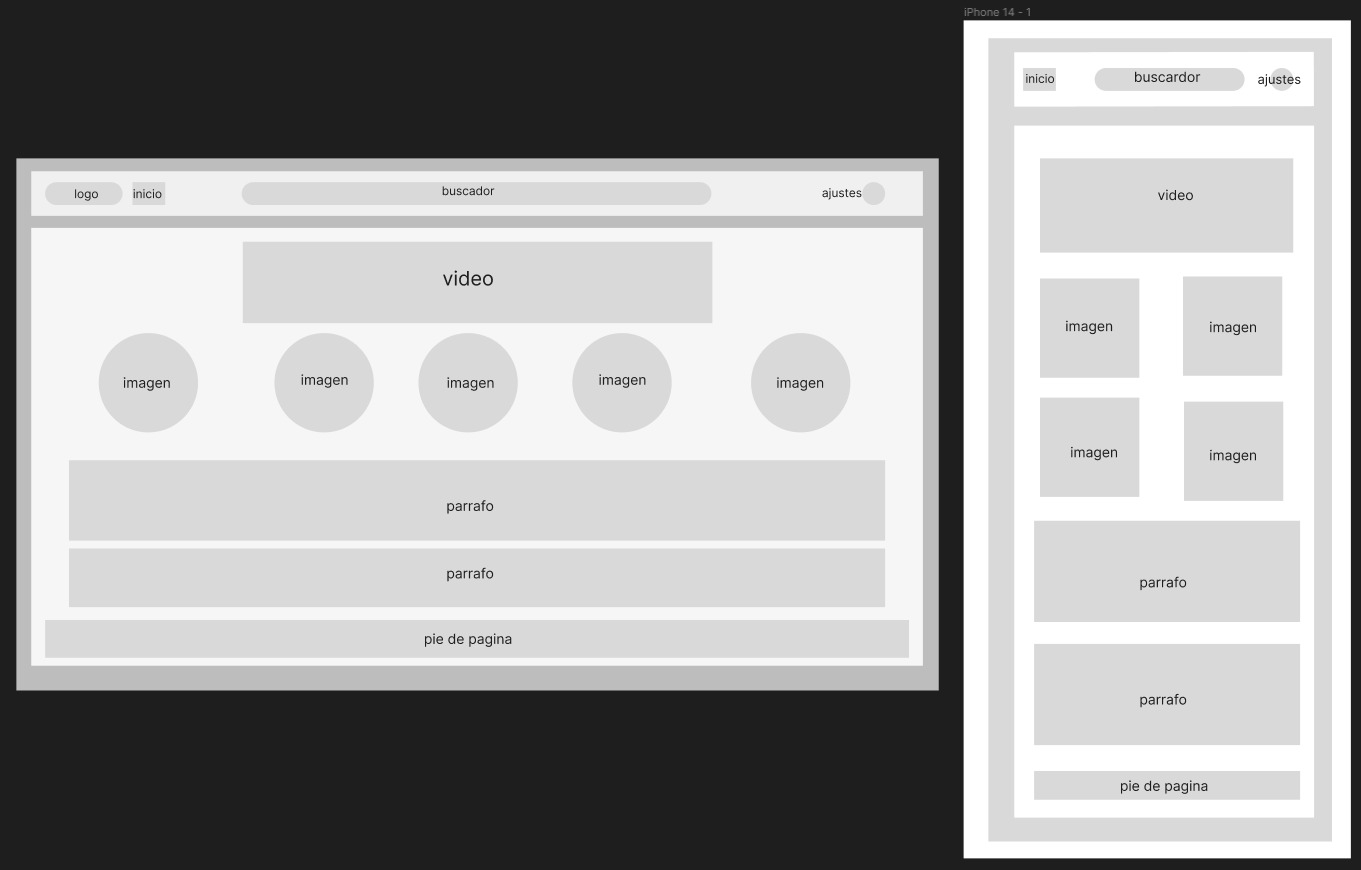 iPhone 14 - 1
logo
inicio
buscador
ajustes
video
imagen
imagen
imagen
imagen
imagen
parrafo
parrafo
pie de pagina
inicio
buscardor
ajustes
video
imagen
imagen
imagen
imagen
parrafo
parrafo
pie de pagina